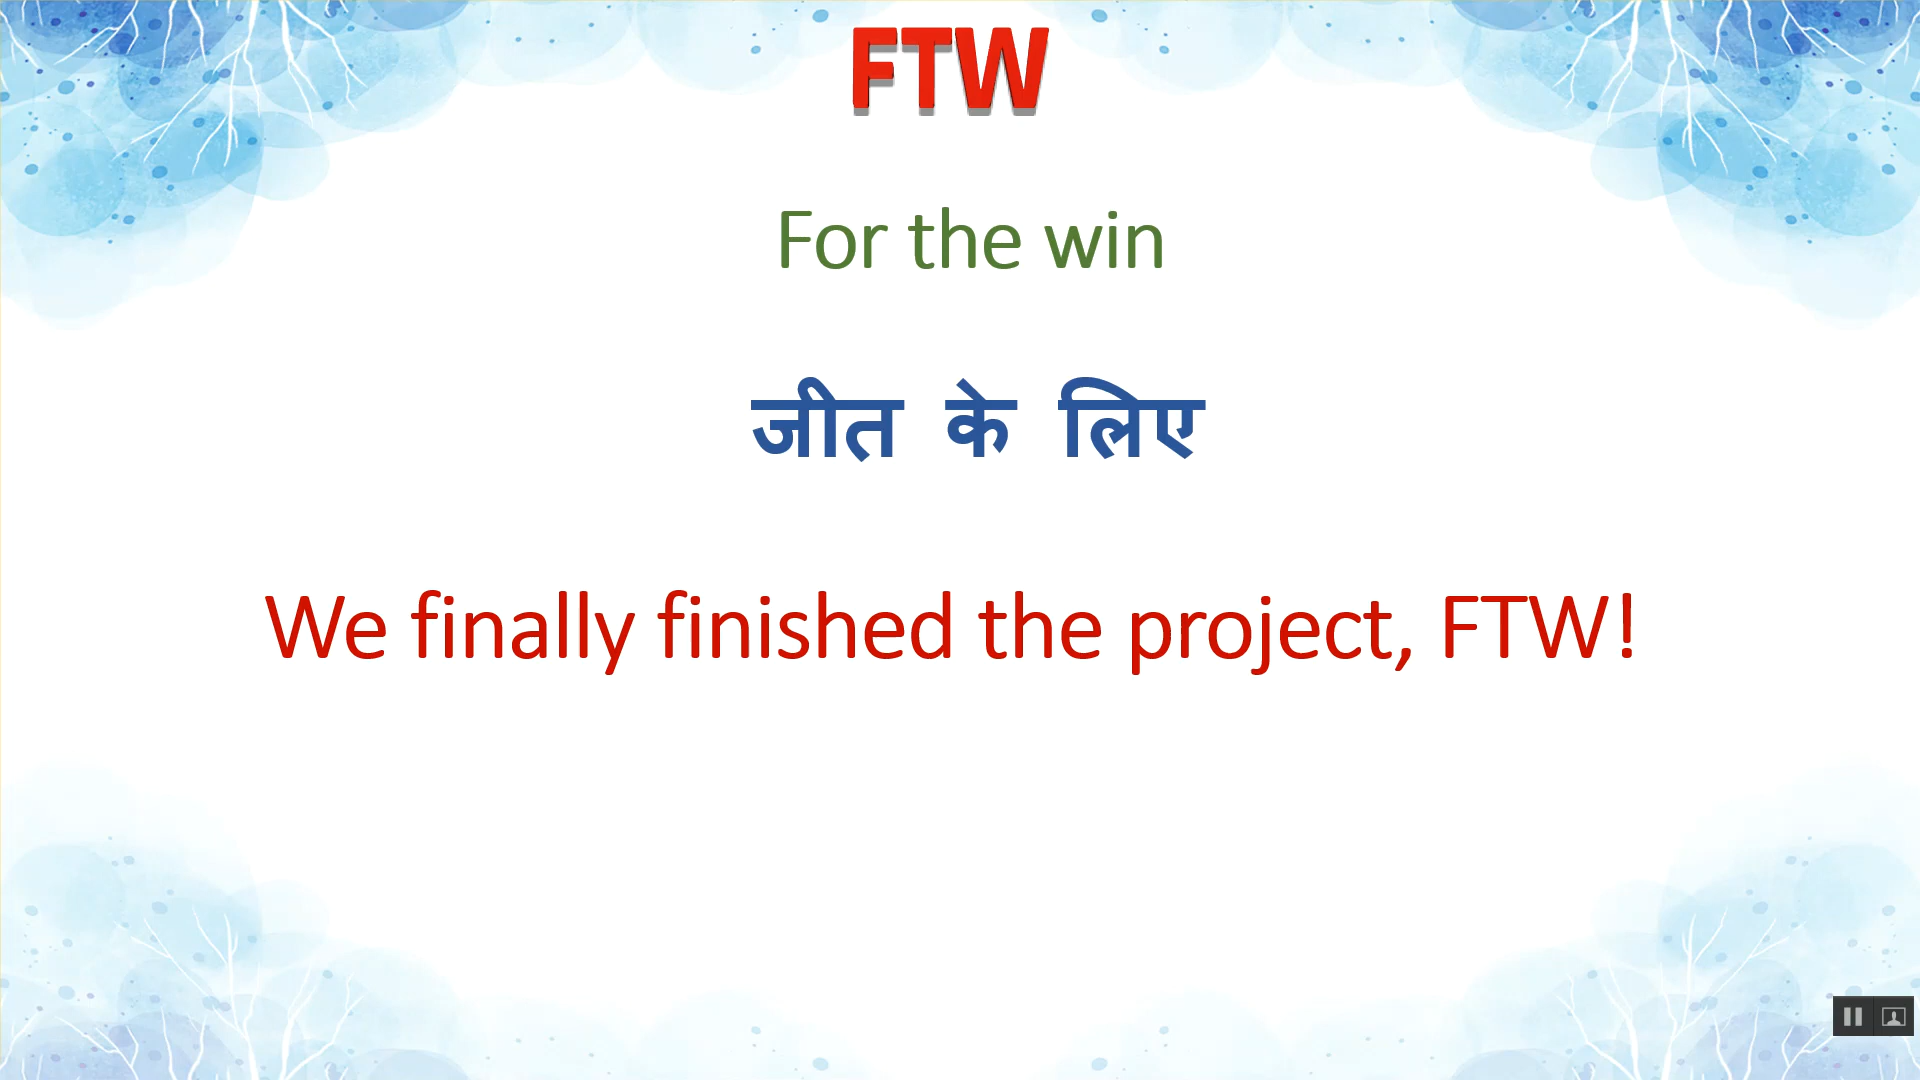 FTW
For the win
जीत के लिए
We finally finished the project, FTW!